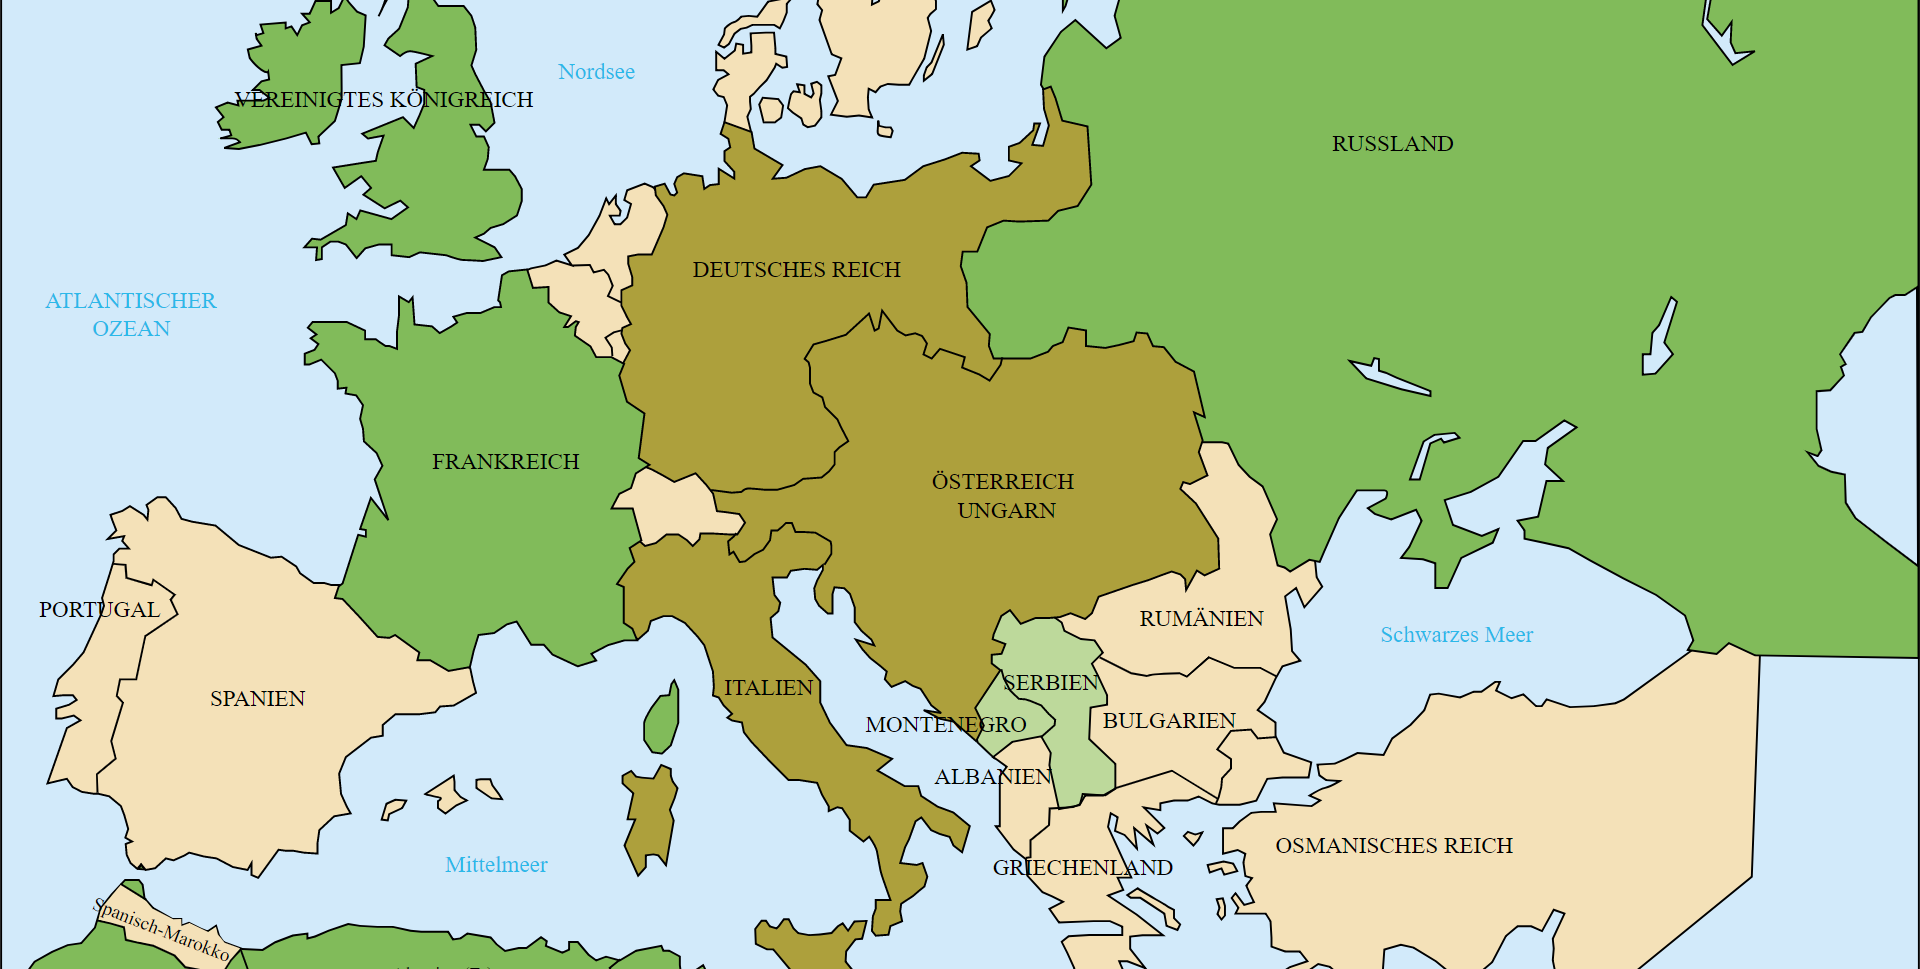 Nordsee
VEREINIGTES KÖNIGREICH
RUSSLAND
DEUTSCHES REICH
ATLANTISCHER
OZEAN
FRANKREICH
ÖSTERREICH
UNGARN
PORTUGAL
RUMÄNIEN
Schwarzes Meer
SERBIEN
ITALIEN
SPANIEN
MONTENEGRO
BULGARIEN
ALBANIEN
OSMANISCHES REICH
Mittelmeer
GRIECHENLAND
Spanisch-Marokko